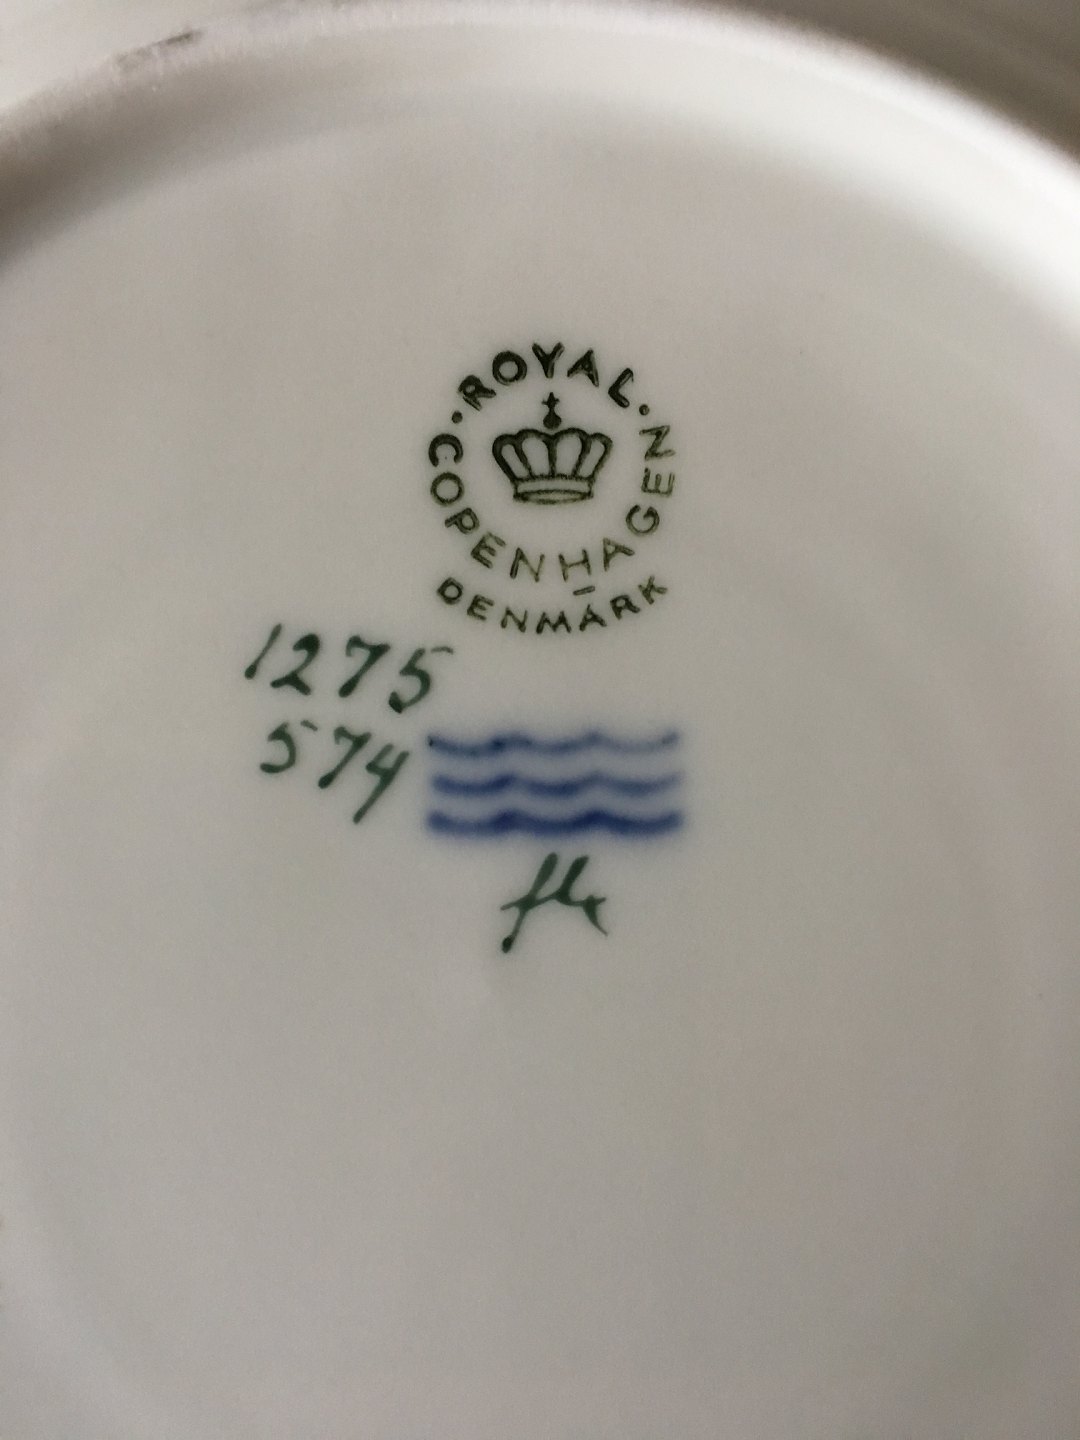 ROYAL
COPENHAGEN
DENMARK
1275
574